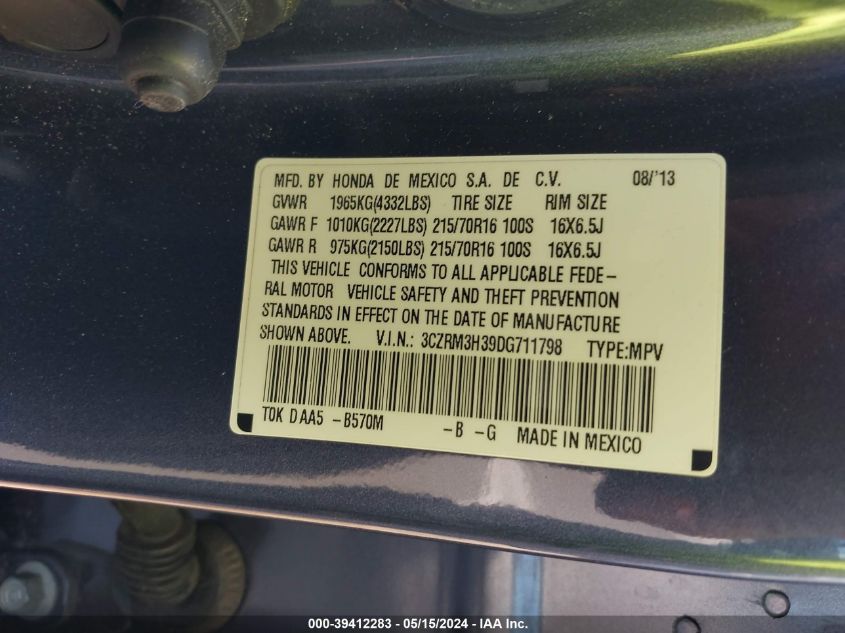 MFD. BY HONDA DE MEXICO S.A. DE C.V. 08/'13
GVWR 1965KG(4332LBS) TIRE SIZE RIM SIZE
GAWR F 1010KG(2227LBS) 215/70R16 100S 16X6.5J
GAWR R 975KG(2150LBS) 215/70R16 100S 16X6.5J
THIS VEHICLE CONFORMS TO ALL APPLICABLE FEDE-
RAL MOTOR VEHICLE SAFETY AND THEFT PREVENTION
STANDARDS IN EFFECT ON THE DATE OF MANUFACTURE
SHOWN ABOVE. V.I.N.: 3CZRM3H39DG711798 TYPE:MPV
T0K D AA5 -B570M -B -G MADE IN MEXICO
000-39412283 - 05/15/2024 - IAA Inc.